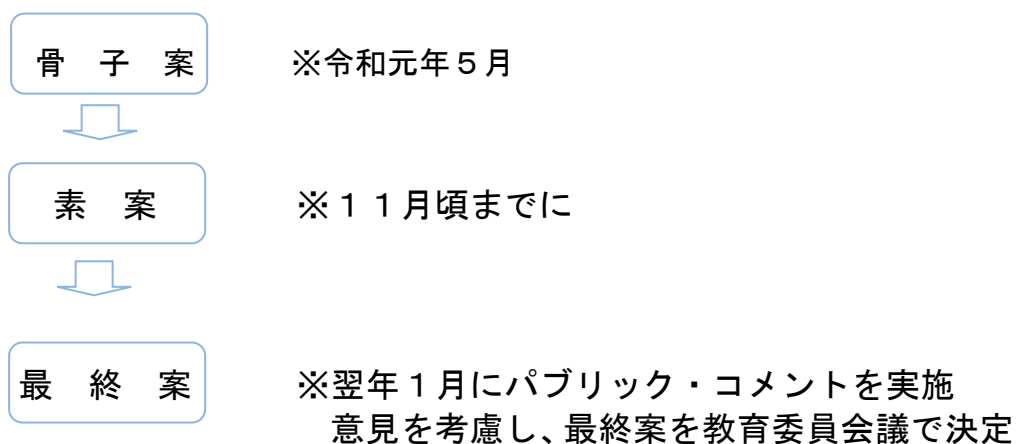 骨 子 案 ※令和元年５月
素 案 ※１１月頃までに
最 終 案 ※翌年１月にパブリック・コメントを実施
意見を考慮し、最終案を教育委員会議で決定